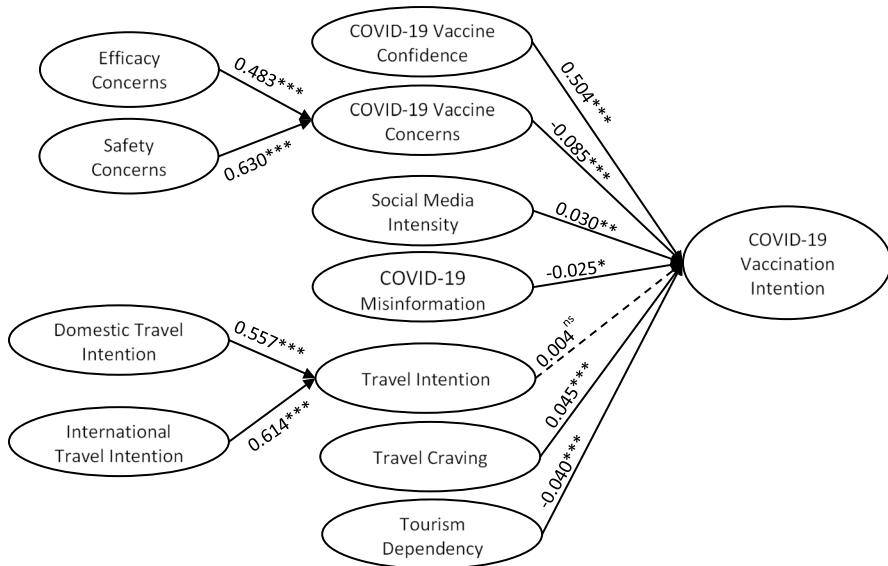 Efficacy
Concerns
Safety
Concerns
0.483***
0.630***
COVID-19 Vaccine
Confidence
COVID-19 Vaccine
Concerns
Social Media
Intensity
COVID-19
Misinformation
Domestic Travel
Intention
International
Travel Intention
0.557***
0.614***
Travel Intention
Travel Craving
Tourism
Dependency
0.504***
-0.085***
0.030**
-0.025*
0.004 ns
0.045***
-0.040***
COVID-19
Vaccination
Intention